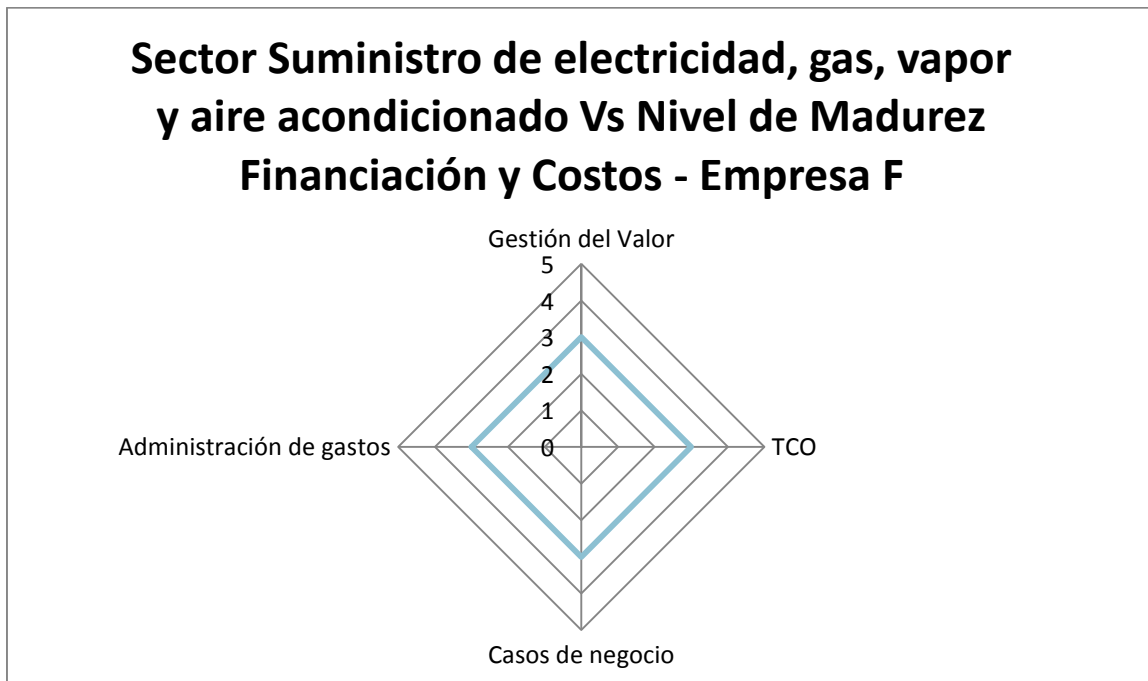 Sector Suministro de electricidad, gas, vapor
y aire acondicionado Vs Nivel de Madurez
Financiación y Costos - Empresa F
Gestión del Valor
5
4
3
2
1
0
Administración de gastos
TCO
Casos de negocio